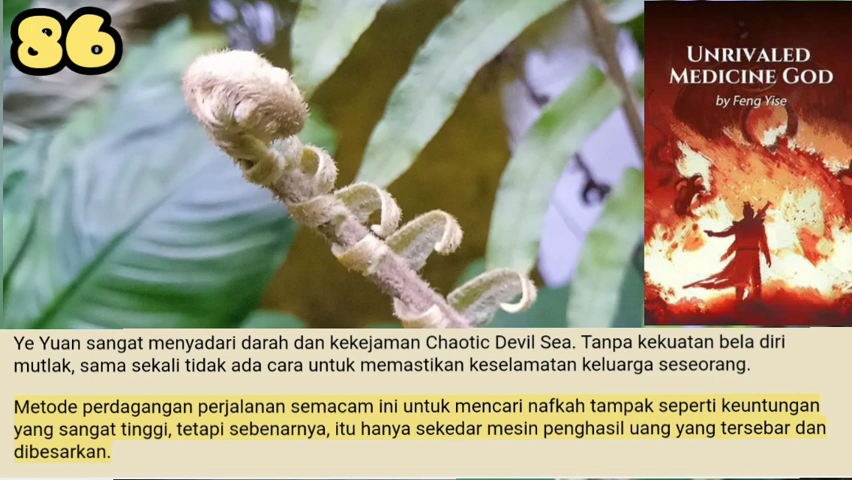 86
UNRIVALED
MEDICINE GOD
by Feng Yise
Ye Yuan sangat menyadari darah dan kekejaman Chaotic Devil Sea. Tanpa kekuatan bela diri
mutlak, sama sekali tidak ada cara untuk memastikan keselamatan keluarga seseorang.
Metode perdagangan perjalanan semacam ini untuk mencari nafkah tampak seperti keuntungan
yang sangat tinggi, tetapi sebenarnya, itu hanya sekedar mesin penghasil uang yang tersebar dan
dibesarkan.